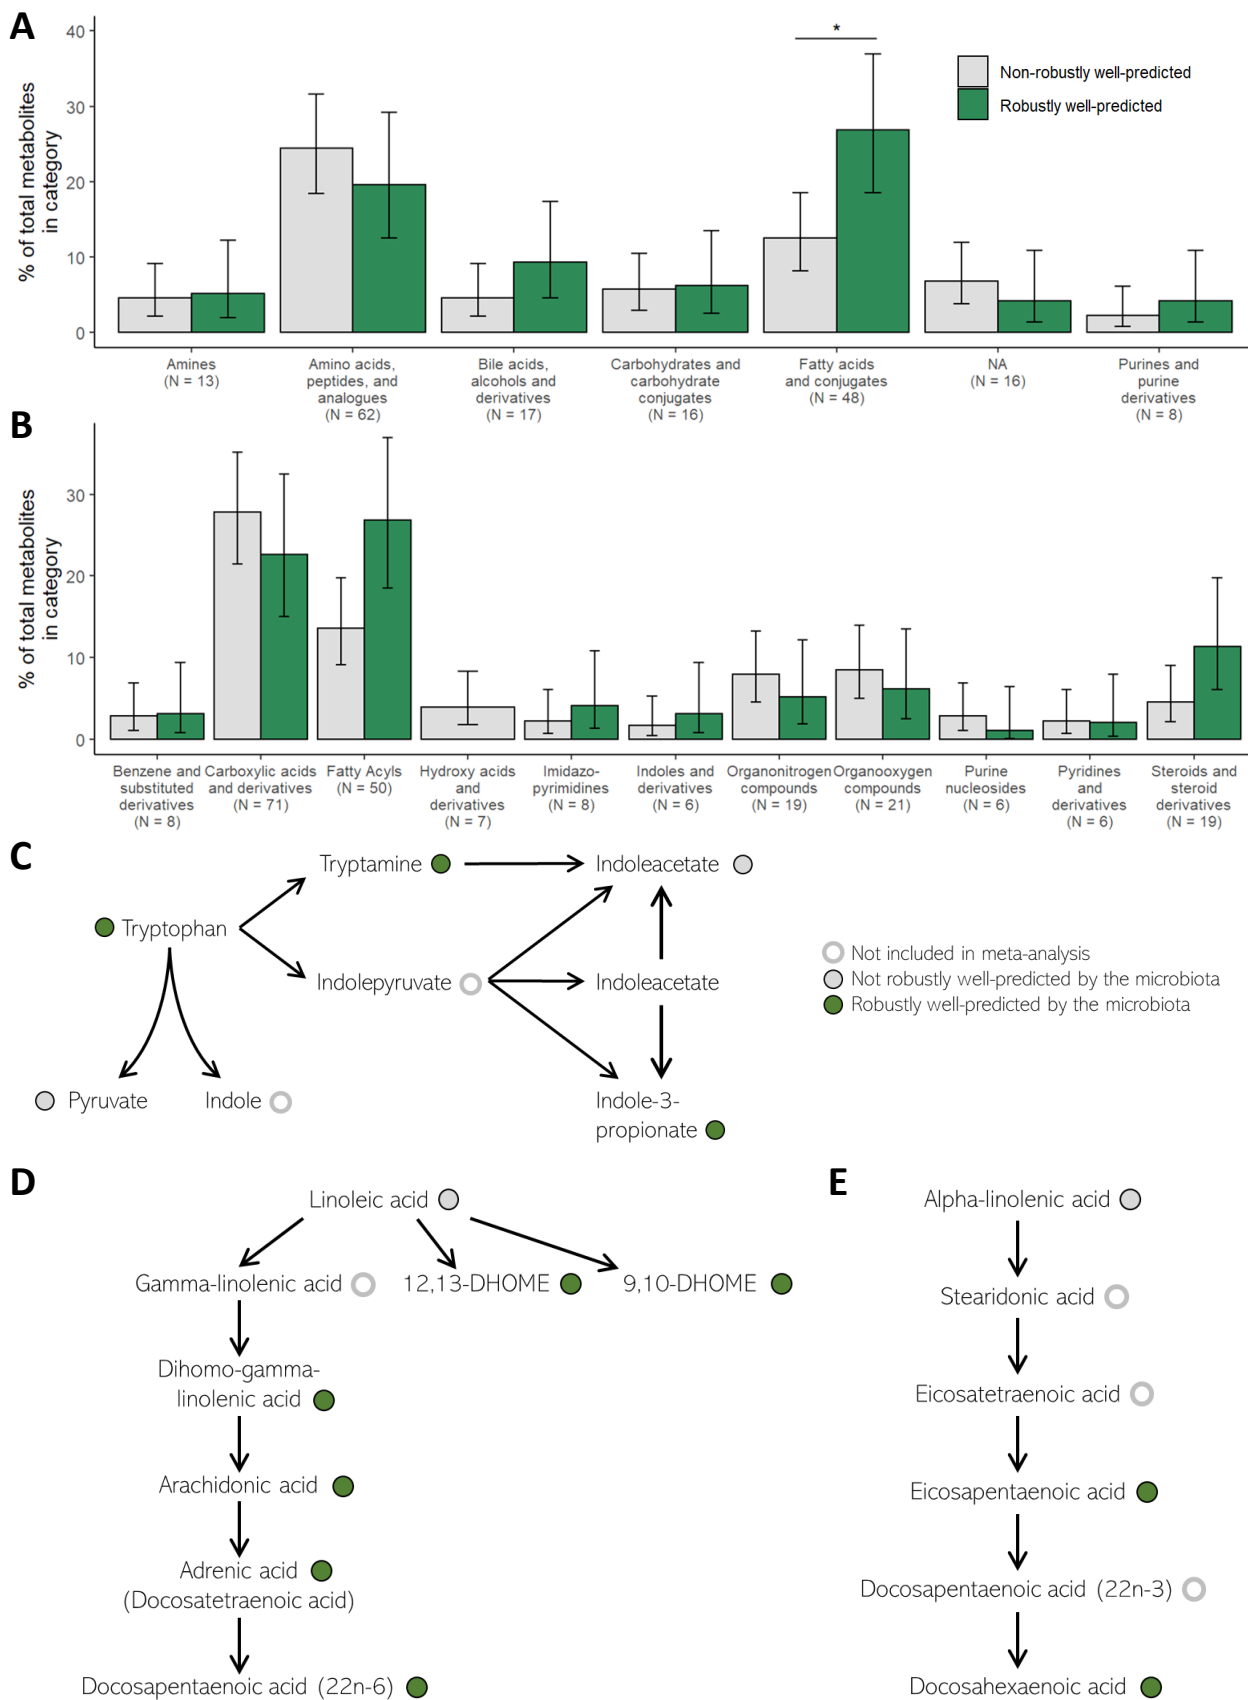 A
40
30
20
10
0
% of total metabolites
in category
*
Non-robustly well-predicted
Robustly well-predicted
Amines
(N = 13)
Amino acids,
peptides, and
analogues
(N = 62)
Bile acids,
alcohols and
derivatives
(N = 17)
Carbohydrates and
carbohydrate
conjugates
(N = 16)
Fatty acids
and conjugates
(N = 48)
NA
(N = 16)
Purines and
purine
derivatives
(N = 8)
B
30
20
10
0
% of total metabolites
in category
Benzene and
substituted
derivatives
(N = 8)
Carboxylic acids
and derivatives
(N = 71)
Fatty Acyls
(N = 50)
Hydroxy acids
and
derivatives
(N = 7)
Imidazo-
pyrimidines
(N = 8)
Indoles and
derivatives
(N = 6)
Organonitrogen
compounds
(N = 19)
Organooxygen
compounds
(N = 21)
Purine
nucleosides
(N = 6)
Pyridines
and
derivatives
(N = 6)
Steroids and
steroid
derivatives
(N = 19)
C
Tryptamine
Indoleacetate
Tryptophan
Indolepyruvate
Indoleacetate
Pyruvate
Indole
Indole-3-
propionate
Not included in meta-analysis
Not robustly well-predicted by the microbiota
Robustly well-predicted by the microbiota
D
Linoleic acid
Gamma-linolenic acid
12,13-DHOME
9,10-DHOME
Dihomo-gamma-
linolenic acid
Arachidonic acid
Adrenic acid
(Docosatetraenoic acid)
Docosapentaenoic acid (22n-6)
E
Alpha-linolenic acid
Stearidonic acid
Eicosatetraenoic acid
Eicosapentaenoic acid
Docosapentaenoic acid (22n-3)
Docosahexaenoic acid